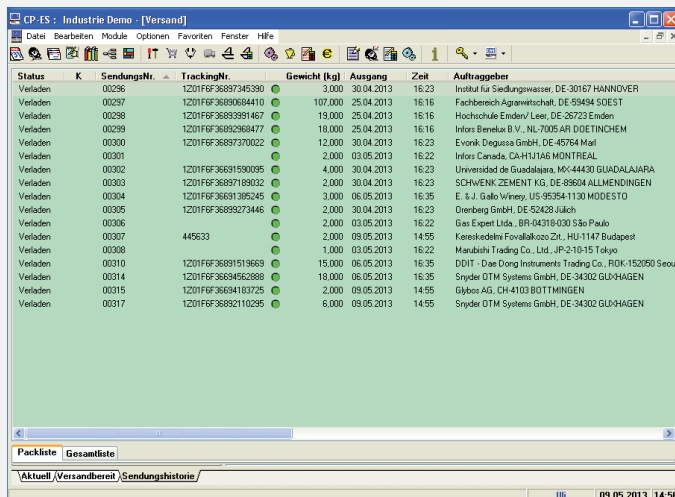 CP-ES : Industrie Demo - [Versand]
Datei Bearbeiten Module Optionen Favoriten Fenster Hilfe
Status K SendungsNr. TrackingNr. Gewicht (kg) Ausgang Zeit Auftraggeber
Verladen 00296 1Z01F6F36897345390 3,000 30.04.2013 16:23 Institut für Siedlungswasser, DE-30167 HANNOVER
Verladen 00297 1Z01F6F36890684410 107,000 25.04.2013 16:16 Fachbereich Agrarwirtschaft, DE-59494 SOEST
Verladen 00298 1Z01F6F36893991467 19,000 25.04.2013 16:16 Hochschule Emden/ Leer, DE-26723 Emden
Verladen 00299 1Z01F6F36892968477 18,000 25.04.2013 16:16 Infors Benelux B.V., NL-7005 AR DOETINCHEM
Verladen 00300 1Z01F6F36897370022 12,000 30.04.2013 16:23 Evonik Degussa GmbH, DE-45764 Marl
Verladen 00301 2,000 03.05.2013 16:22 Infors Canada, CA-H1J1A6 MONTREAL
Verladen 00302 1Z01F6F36691590095 4,000 30.04.2013 16:23 Universidad de Guadalajara, MX-44430 GUADALAJARA
Verladen 00303 1Z01F6F36897189032 2,000 30.04.2013 16:23 SCHWENK ZEMENT KG, DE-89604 ALLMENDINGEN
Verladen 00304 1Z01F6F36691385245 3,000 06.05.2013 16:35 E. & J. Gallo Winery, US-95354-1130 MODESTO
Verladen 00305 1Z01F6F36899273446 2,000 30.04.2013 16:23 Orenberg GmbH, DE-52428 Jülich
Verladen 00306 2,000 03.05.2013 16:22 Gas Expert Ltda., BR-04318-030 São Paulo
Verladen 00307 445633 2,000 09.05.2013 14:55 Kereskedelmi Fovallalkozo Zrt., HU-1147 Budapest
Verladen 00308 1,000 03.05.2013 16:22 Marubishi Trading Co., Ltd., JP-2-10-15 Tokyo
Verladen 00310 1Z01F6F36891519669 15,000 06.05.2013 16:35 DDIT - Dae Dong Instruments Trading Co., ROK-152050 Seou
Verladen 00314 1Z01F6F36894562888 18,000 06.05.2013 16:35 Snyder OTM Systems GmbH, DE-34302 GUXHAGEN
Verladen 00315 1Z01F6F36694183725 2,000 09.05.2013 14:55 Glybos AG, CH-4103 BOTTMINGEN
Verladen 00317 1Z01F6F36892110295 6,000 09.05.2013 14:55 Snyder OTM Systems GmbH, DE-34302 GUXHAGEN
Packliste Gesamtliste
Aktuell Versandbereit Sendungshistorie
Ulli 09.05.2013 14:56